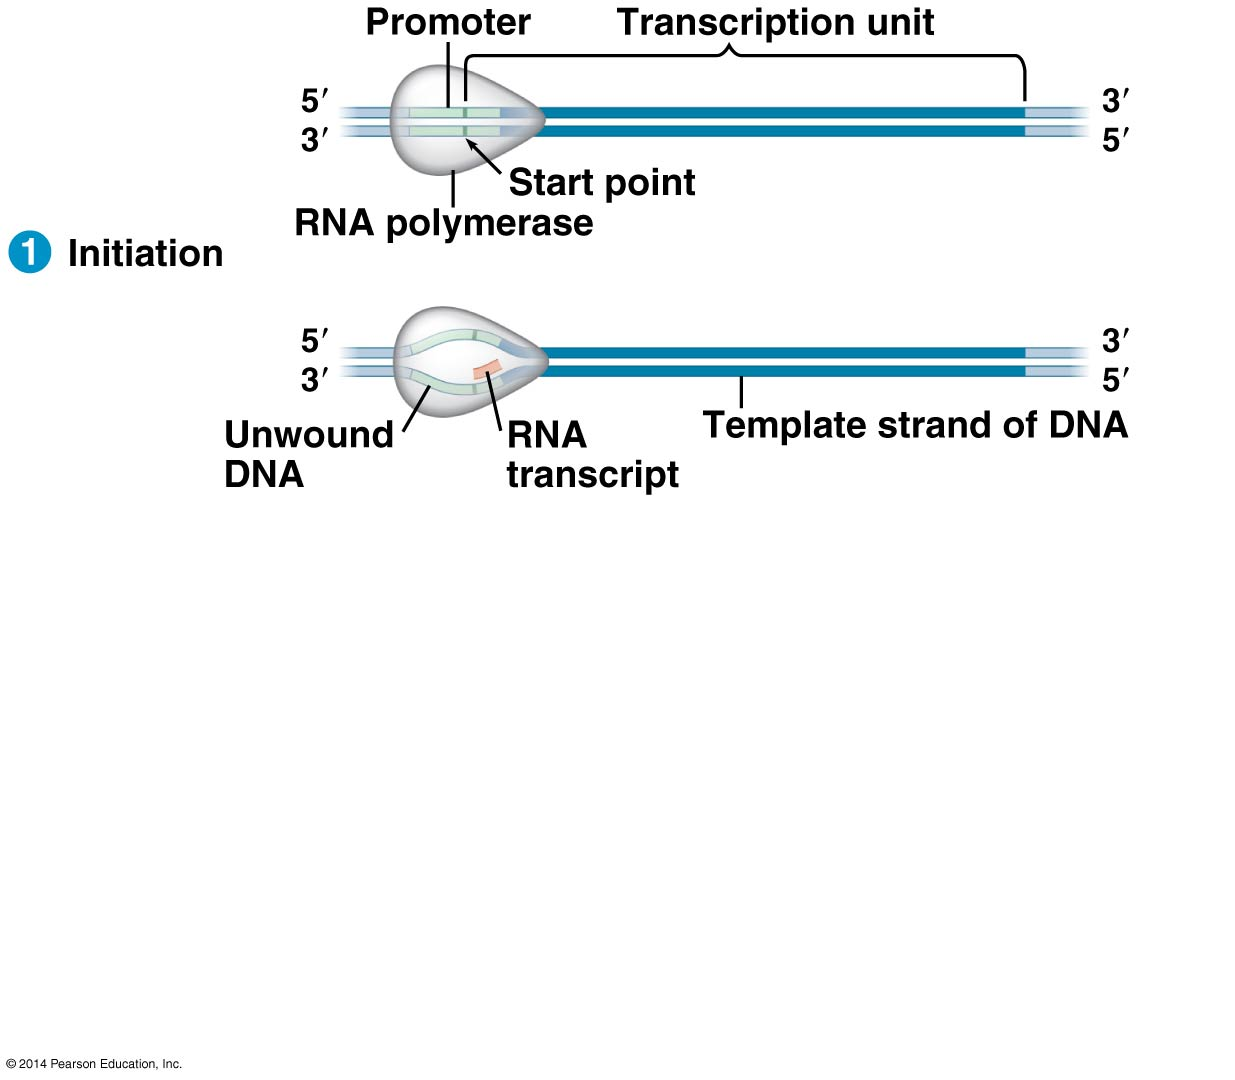 Promoter
Transcription unit
5′
3′
3′
5′
Start point
RNA polymerase
1 Initiation
5′
3′
3′
5′
Unwound
DNA
RNA
transcript
Template strand of DNA
© 2014 Pearson Education, Inc.